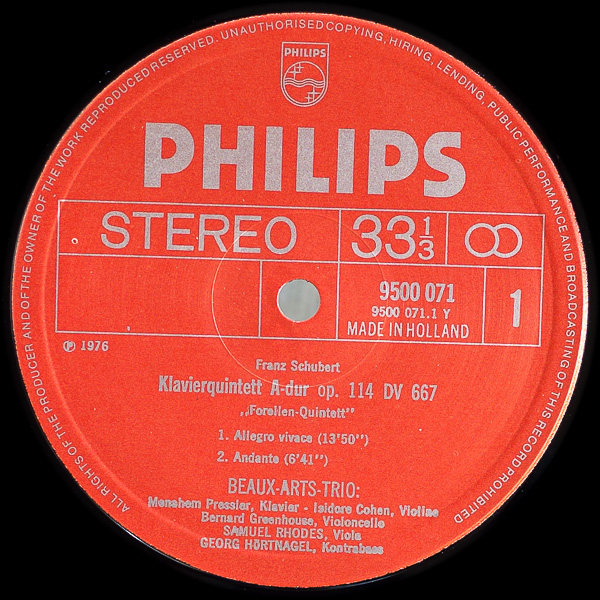 ALL RIGHTS OF THE PRODUCER AND OF THE OWNER OF THE WORK REPRODUCED RESERVED. UNAUTHORISED COPYING, HIRING, LENDING, PUBLIC PERFORMANCE AND BROADCASTING OF THIS RECORD PROHIBITED
PHILIPS
PHILIPS
STEREO 33 1/3
9500 071
9500 071.1 Y
MADE IN HOLLAND
1
℗ 1976
Franz Schubert
Klavierquintett A-dur op. 114 DV 667
„Forellen-Quintett"
1. Allegro vivace (13'50")
2. Andante (6'41")
BEAUX-ARTS-TRIO:
Menahem Pressler, Klavier - Isidore Cohen, Violine
Bernard Greenhouse, Violoncello
SAMUEL RHODES, Viola
GEORG HÖRTNAGEL, Kontrabass